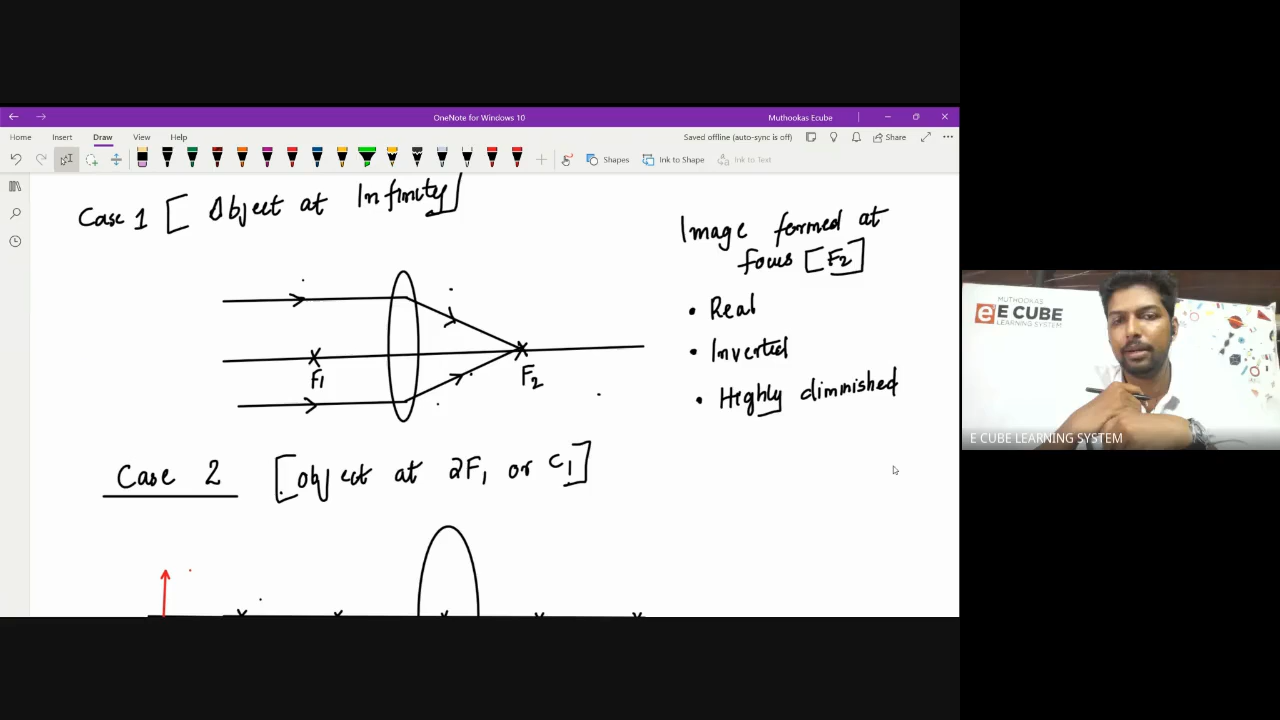 OneNote for Windows 10
Muthookas Ecube
Home
Insert
Draw
View
Help
Saved offline (auto-sync is off)
Share
Shapes
Ink to Shape
Ink to Text
Case 1 [ Object at Infinity]
Image formed at
focus [F2]
• Real
• Inverted
• Highly diminished
F1
F2
Case 2 [object at 2F1 or C1]
MUTHOOKAS
e E CUBE
LEARNING SYSTEM
E CUBE LEARNING SYSTEM